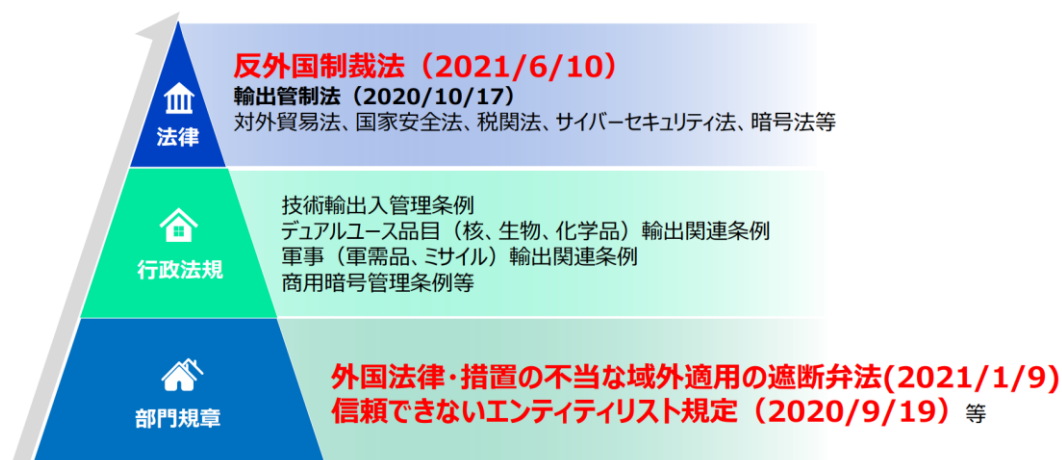 反外国制裁法（2021/6/10）
輸出管制法（2020/10/17）
対外貿易法、国家安全法、税関法、サイバーセキュリティ法、暗号法等
法律
技術輸出入管理条例
デュアルユース品目（核、生物、化学品）輸出関連条例
軍事（軍需品、ミサイル）輸出関連条例
商用暗号管理条例等
行政法規
外国法律・措置の不当な域外適用の遮断弁法(2021/1/9)
信頼できないエンティティリスト規定（2020/9/19）等
部門規章